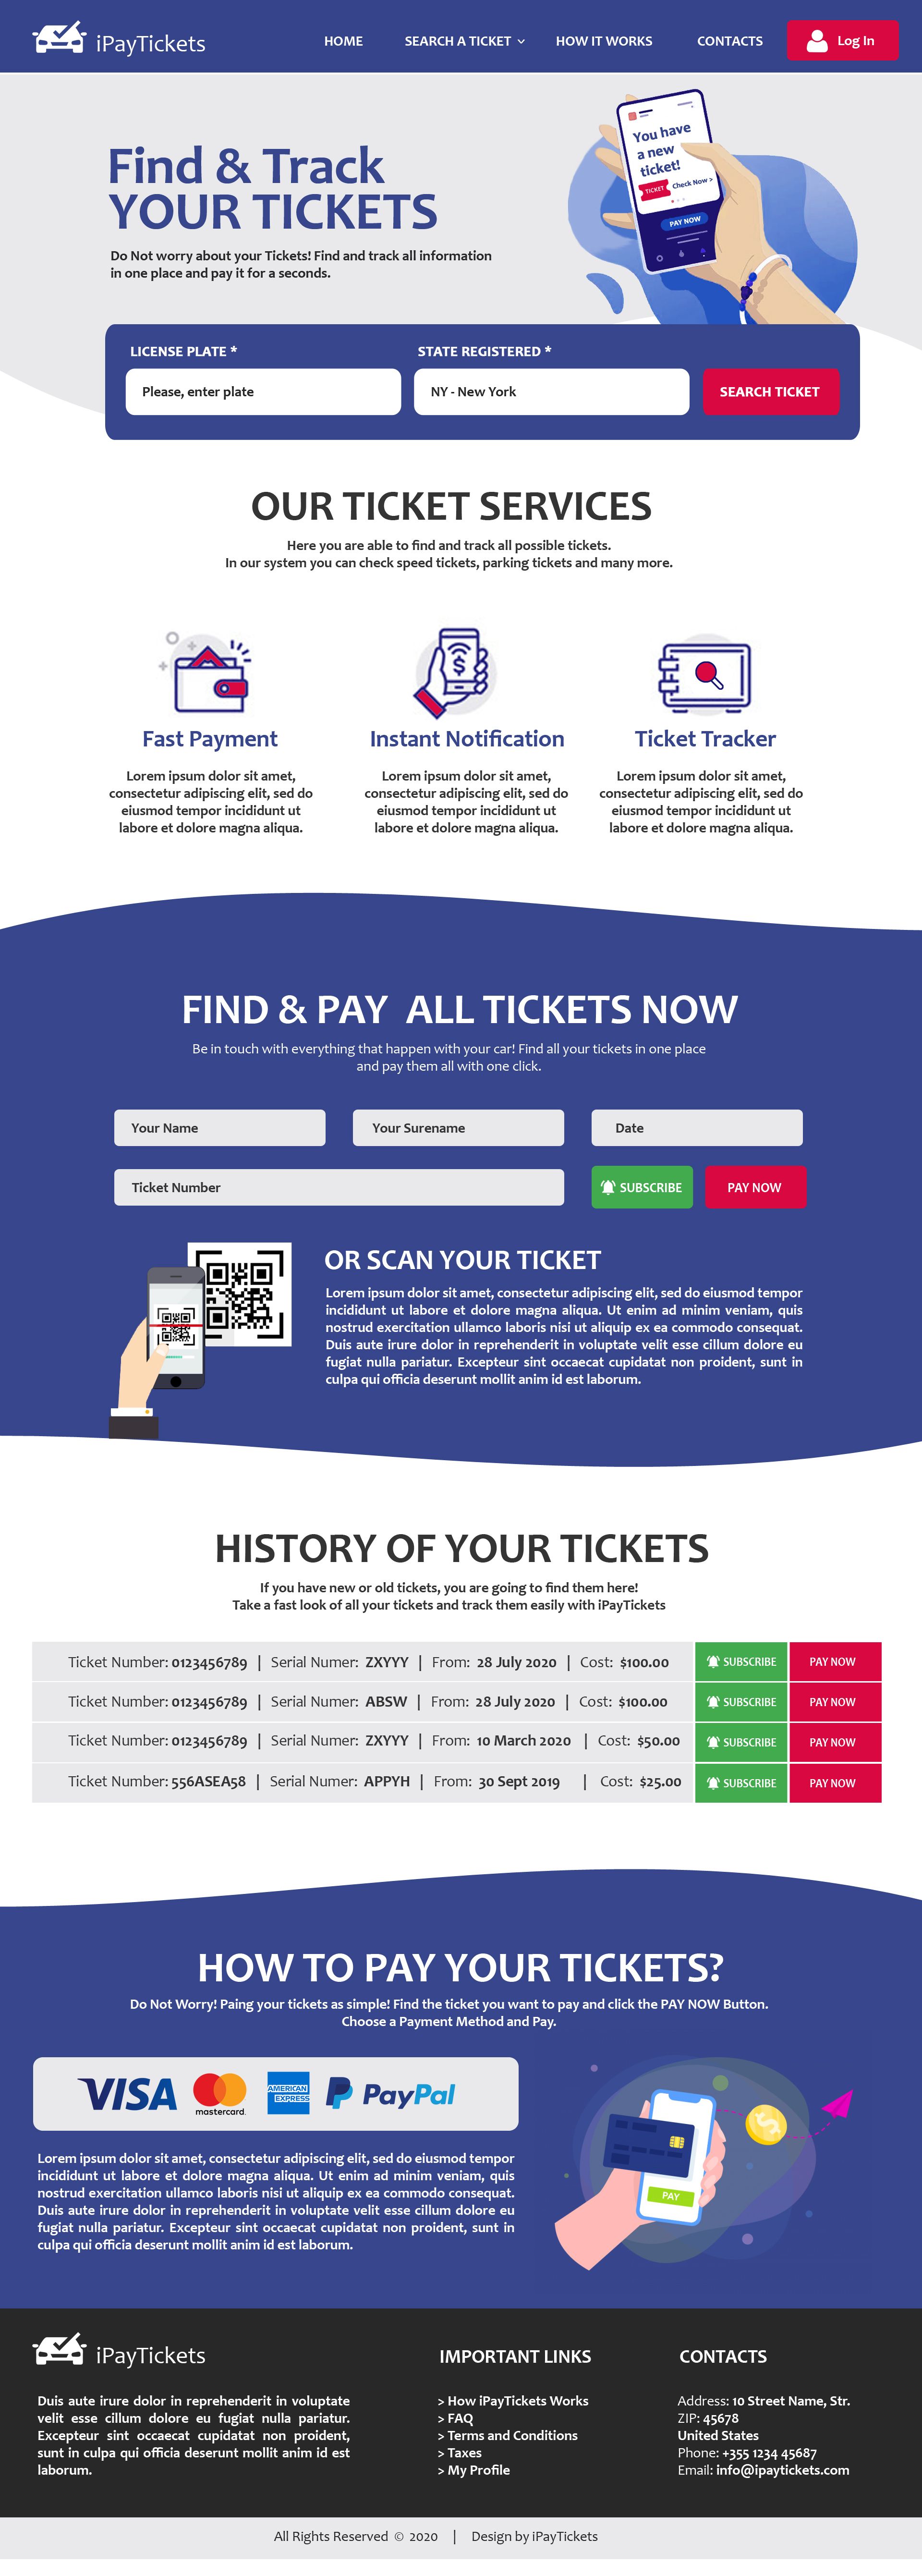 iPayTickets
HOME SEARCH A TICKET HOW IT WORKS CONTACTS Log In
Find & Track
YOUR TICKETS
Do Not worry about your Tickets! Find and track all information
in one place and pay it for a seconds.
You have
a new
ticket!
TICKET Check Now >
PAY NOW
LICENSE PLATE * STATE REGISTERED *
Please, enter plate NY - New York SEARCH TICKET
OUR TICKET SERVICES
Here you are able to find and track all possible tickets.
In our system you can check speed tickets, parking tickets and many more.
Fast Payment
Lorem ipsum dolor sit amet,
consectetur adipiscing elit, sed do
eiusmod tempor incididunt ut
labore et dolore magna aliqua.
Instant Notification
Lorem ipsum dolor sit amet,
consectetur adipiscing elit, sed do
eiusmod tempor incididunt ut
labore et dolore magna aliqua.
Ticket Tracker
Lorem ipsum dolor sit amet,
consectetur adipiscing elit, sed do
eiusmod tempor incididunt ut
labore et dolore magna aliqua.
FIND & PAY ALL TICKETS NOW
Be in touch with everything that happen with your car! Find all your tickets in one place
and pay them all with one click.
Your Name Your Surename Date
Ticket Number SUBSCRIBE PAY NOW
OR SCAN YOUR TICKET
Lorem ipsum dolor sit amet, consectetur adipiscing elit, sed do eiusmod tempor
incididunt ut labore et dolore magna aliqua. Ut enim ad minim veniam, quis
nostrud exercitation ullamco laboris nisi ut aliquip ex ea commodo consequat.
Duis aute irure dolor in reprehenderit in voluptate velit esse cillum dolore eu
fugiat nulla pariatur. Excepteur sint occaecat cupidatat non proident, sunt in
culpa qui officia deserunt mollit anim id est laborum.
HISTORY OF YOUR TICKETS
If you have new or old tickets, you are going to find them here!
Take a fast look of all your tickets and track them easily with iPayTickets
Ticket Number: 0123456789 | Serial Numer: ZXYYY | From: 28 July 2020 | Cost: $100.00 SUBSCRIBE PAY NOW
Ticket Number: 0123456789 | Serial Numer: ABSW | From: 28 July 2020 | Cost: $100.00 SUBSCRIBE PAY NOW
Ticket Number: 0123456789 | Serial Numer: ZXYYY | From: 10 March 2020 | Cost: $50.00 SUBSCRIBE PAY NOW
Ticket Number: 556ASEA58 | Serial Numer: APPYH | From: 30 Sept 2019 | Cost: $25.00 SUBSCRIBE PAY NOW
HOW TO PAY YOUR TICKETS?
Do Not Worry! Paing your tickets as simple! Find the ticket you want to pay and click the PAY NOW Button.
Choose a Payment Method and Pay.
VISA mastercard. AMERICAN EXPRESS PayPal
Lorem ipsum dolor sit amet, consectetur adipiscing elit, sed do eiusmod tempor
incididunt ut labore et dolore magna aliqua. Ut enim ad minim veniam, quis
nostrud exercitation ullamco laboris nisi ut aliquip ex ea commodo consequat.
Duis aute irure dolor in reprehenderit in voluptate velit esse cillum dolore eu
fugiat nulla pariatur. Excepteur sint occaecat cupidatat non proident, sunt in
culpa qui officia deserunt mollit anim id est laborum.
$
PAY
iPayTickets
Duis aute irure dolor in reprehenderit in voluptate
velit esse cillum dolore eu fugiat nulla pariatur.
Excepteur sint occaecat cupidatat non proident,
sunt in culpa qui officia deserunt mollit anim id est
laborum.
IMPORTANT LINKS
> How iPayTickets Works
> FAQ
> Terms and Conditions
> Taxes
> My Profile
CONTACTS
Address: 10 Street Name, Str.
ZIP: 45678
United States
Phone: +355 1234 45687
Email: info@ipaytickets.com
All Rights Reserved © 2020 | Design by iPayTickets